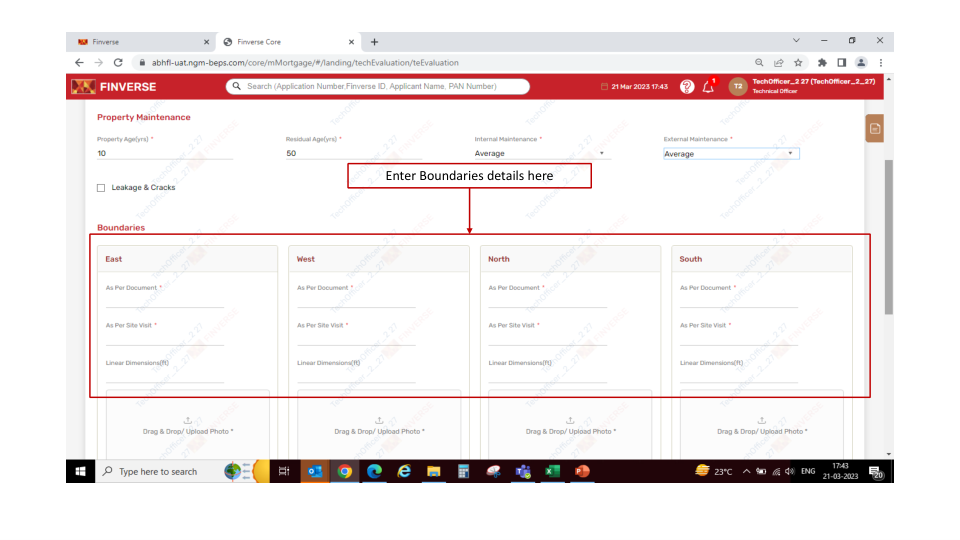 Finverse
Finverse Core
abhfl-uat.ngm-beps.com/core/mMortgage/#/landing/techEvaluation/teEvaluation
FINVERSE
Search (Application Number,Finverse ID, Applicant Name, PAN Number)
21 Mar 2023 17:43
T2
TechOfficer_2 27 (TechOfficer_2_27)
Technical Officer
Property Maintenance
Property Age(yrs) *
Residual Age(yrs) *
Internal Maintenance *
External Maintenance *
10
50
Average
Average
Enter Boundaries details here
Leakage & Cracks
Boundaries
East
West
North
South
As Per Document *
As Per Document *
As Per Document *
As Per Document *
As Per Site Visit *
As Per Site Visit *
As Per Site Visit *
As Per Site Visit *
Linear Dimensions(ft)
Linear Dimensions(ft)
Linear Dimensions(ft)
Linear Dimensions(ft)
Drag & Drop/ Upload Photo *
Drag & Drop/ Upload Photo *
Drag & Drop/ Upload Photo *
Drag & Drop/ Upload Photo *
Type here to search
23°C
ENG
17:43
21-03-2023
20